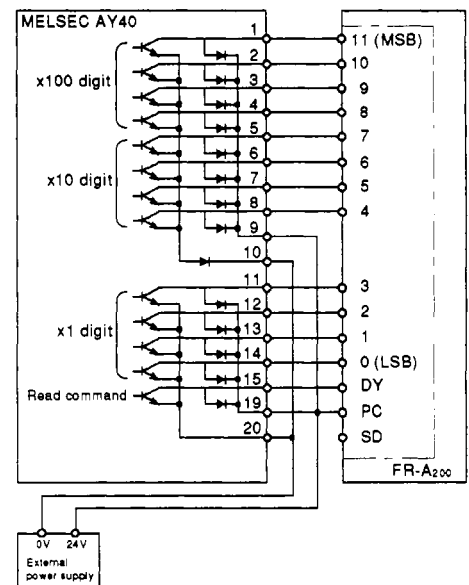 MELSEC AY40
1
11 (MSB)
2
10
x100 digit
3
9
4
8
5
7
6
6
x10 digit
7
5
8
4
9
10
11
3
12
2
x1 digit
13
1
14
0 (LSB)
15
DY
Read command
19
PC
20
SD
FR-A200
0V 24V
External
power supply